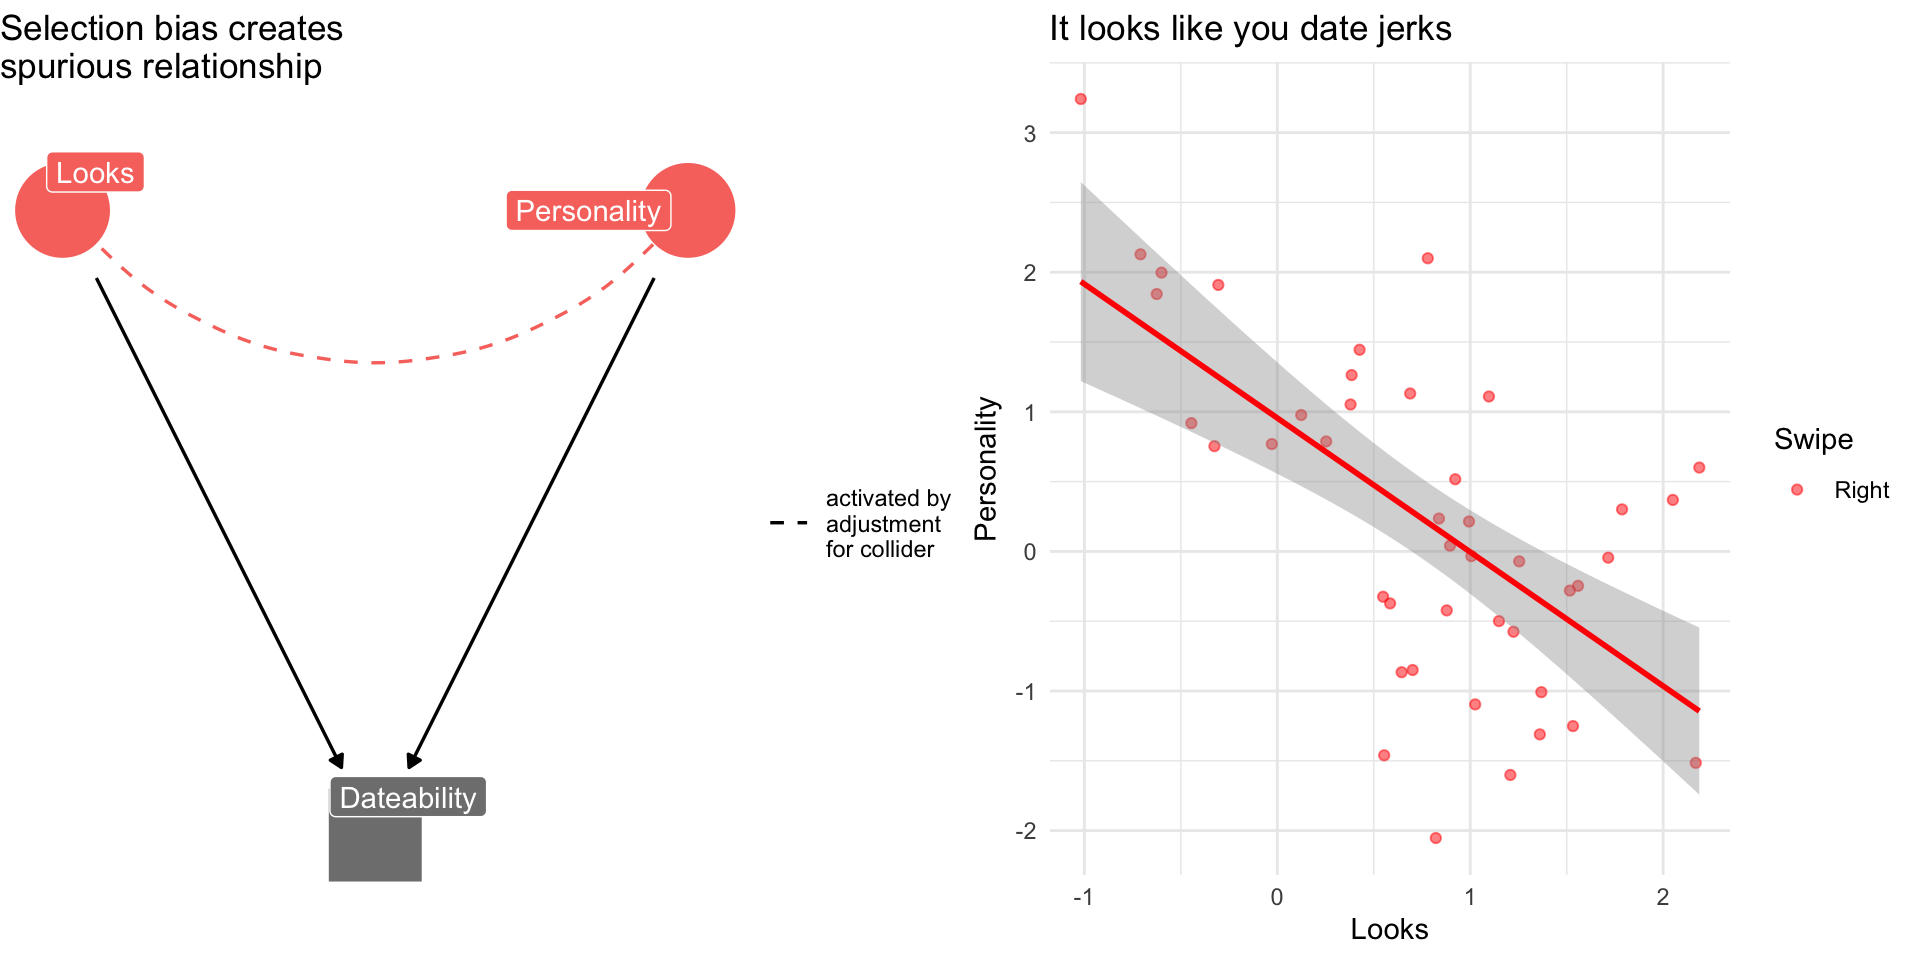 Selection bias creates
spurious relationship
Looks
Personality
Dateability
activated by
adjustment
for collider
It looks like you date jerks
Personality
3
2
1
0
-1
-2
-1
0
1
2
Looks
Swipe
Right